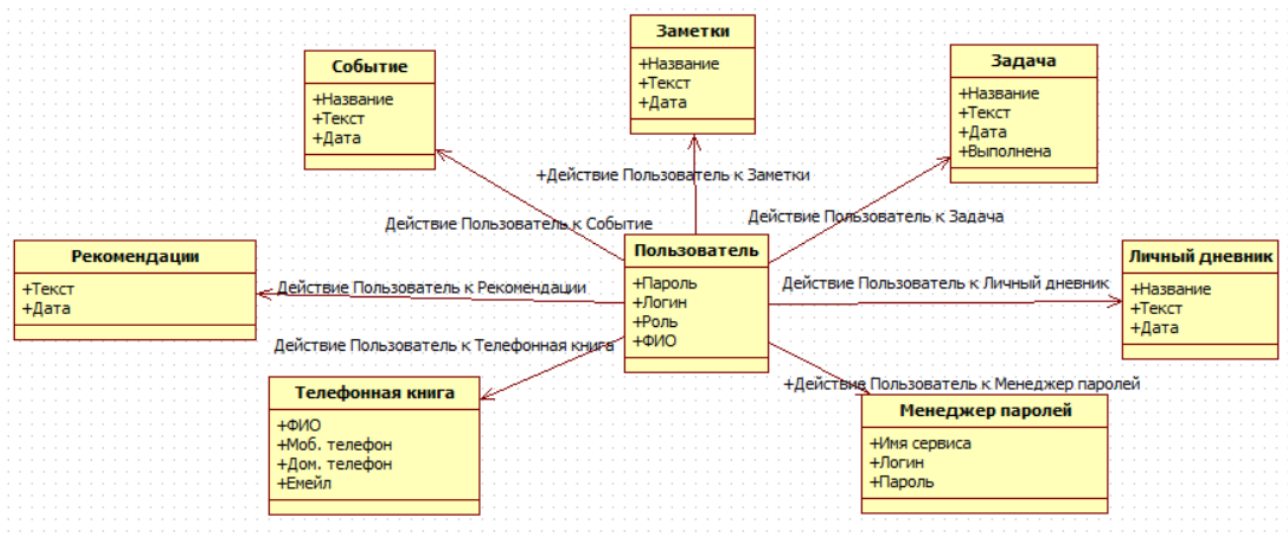 Заметки
+Название
+Текст
+Дата
Событие
+Название
+Текст
+Дата
Задача
+Название
+Текст
+Дата
+Выполнена
+Действие Пользователь к Заметки
Действие Пользователь к Событие
Действие Пользователь к Задача
Рекомендации
+Текст
+Дата
Действие Пользователь к Рекомендации
Пользователь
+Пароль
+Логин
+Роль
+ФИО
Действие Пользователь к Личный дневник
Личный дневник
+Название
+Текст
+Дата
Действие Пользователь к Телефонная книга
Телефонная книга
+ФИО
+Моб. телефон
+Дом. телефон
+Емейл
+Действие Пользователь к Менеджер паролей
Менеджер паролей
+Имя сервиса
+Логин
+Пароль